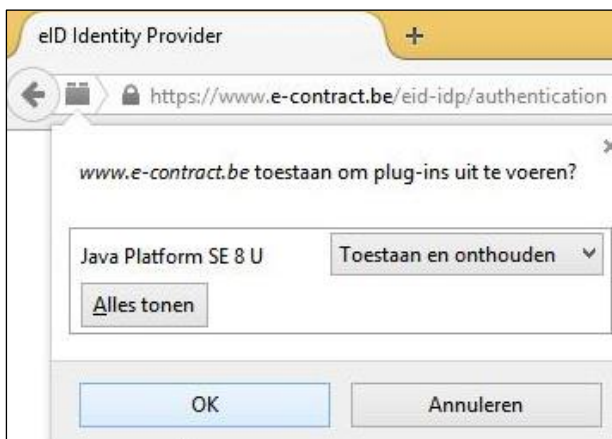 eID Identity Provider
https://www.e-contract.be/eid-idp/authentication
www.e-contract.be toestaan om plug-ins uit te voeren?
Java Platform SE 8 U
Toestaan en onthouden
Alles tonen
OK
Annuleren